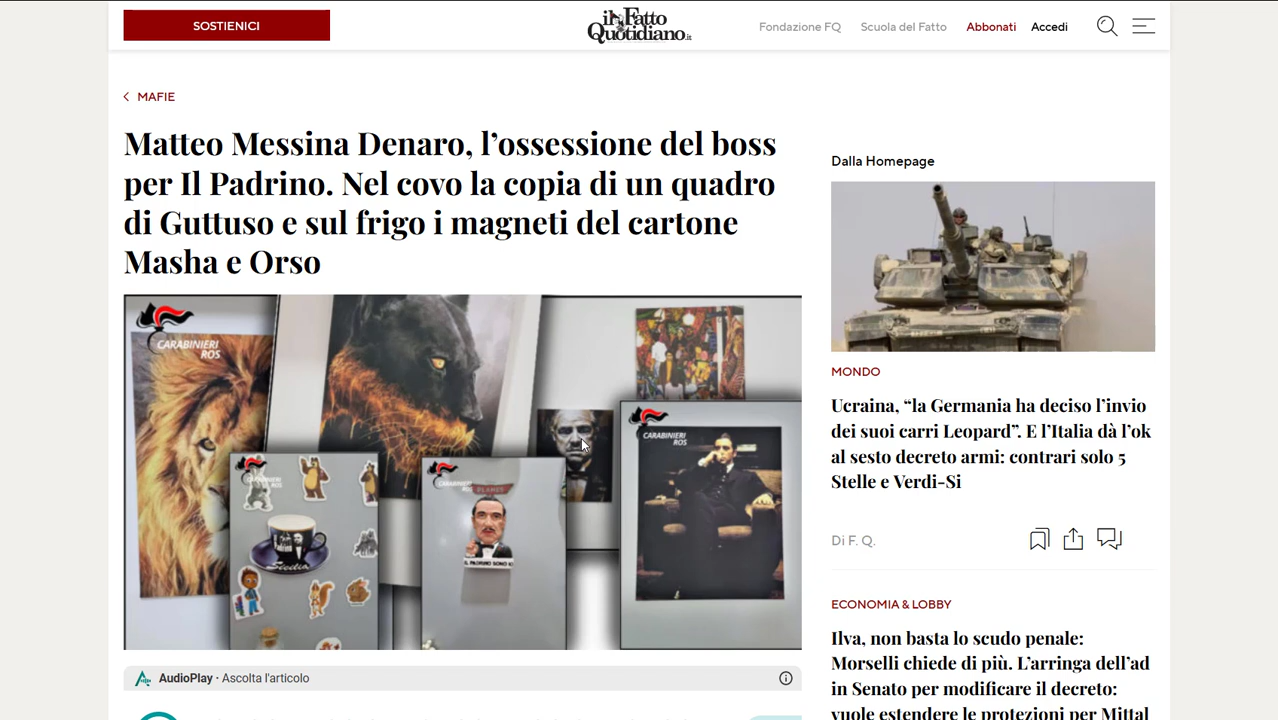 SOSTIENICI
il Fatto
Quotidiano.it
Fondazione FQ
Scuola del Fatto
Abbonati
Accedi
MAFIE
Matteo Messina Denaro, l’ossessione del boss
per Il Padrino. Nel covo la copia di un quadro
di Guttuso e sul frigo i magneti del cartone
Masha e Orso
CARABINIERI
ROS
CARABINIERI
ROS
Sicilia
CARABINIERI
ROS
IL PADRINO SONO IO
CARABINIERI
ROS
AudioPlay · Ascolta l'articolo
Dalla Homepage
MONDO
Ucraina, “la Germania ha deciso l’invio
dei suoi carri Leopard”. E l’Italia dà l’ok
al sesto decreto armi: contrari solo 5
Stelle e Verdi-Si
Di F. Q.
ECONOMIA & LOBBY
Ilva, non basta lo scudo penale:
Morselli chiede di più. L’arringa dell’ad
in Senato per modificare il decreto:
vuole estendere le protezioni per Mittal